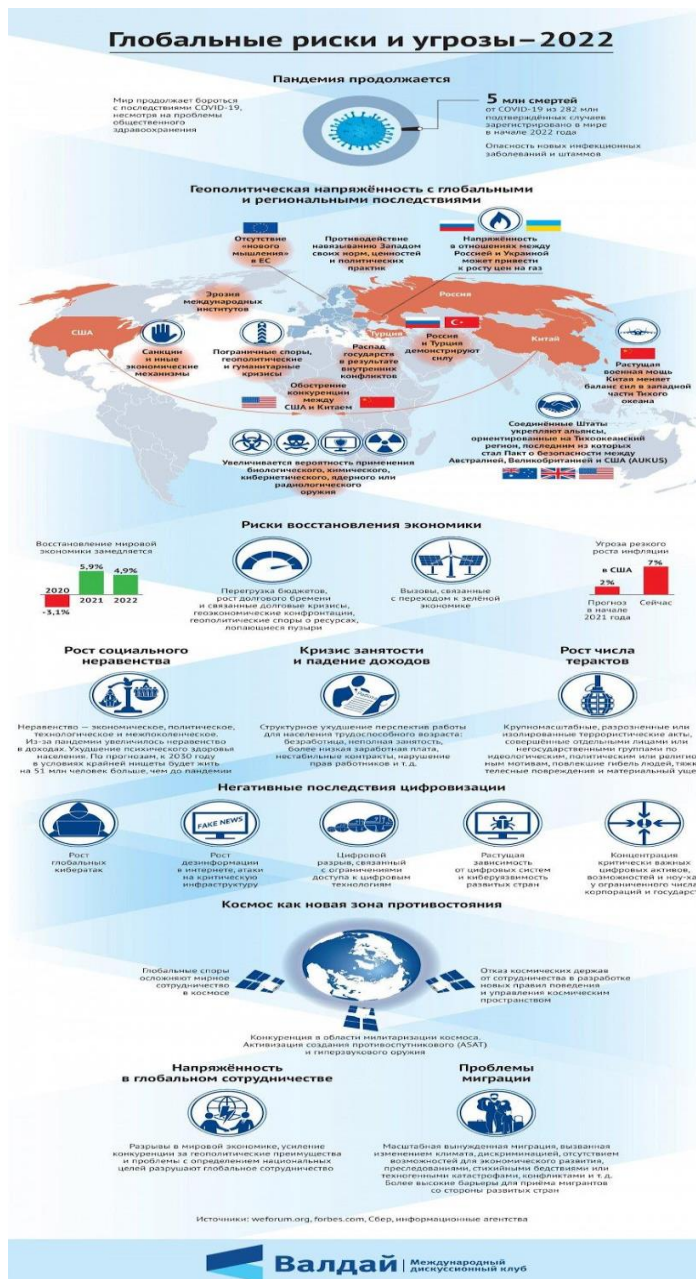 Глобальные риски и угрозы–2022
Пандемия продолжается
Мир продолжает бороться
с последствиями COVID-19,
несмотря на проблемы
общественного
здравоохранения
5 млн смертей
от COVID-19 из 282 млн
подтверждённых случаев
зарегистрировано в мире
в начале 2022 года
Опасность новых инфекционных
заболеваний и штаммов
Геополитическая напряжённость с глобальными
и региональными последствиями
Отсутствие
«нового
мышления»
в ЕС
Противодействие
навязыванию Западом
своих норм, ценностей
и политических
практик
Напряжённость
в отношениях между
Россией и Украиной
может привести
к росту цен на газ
Эрозия
международных
институтов
Россия
США
Турция
Китай
Санкции
и иные
экономические
механизмы
Пограничные споры,
геополитические
и гуманитарные
кризисы
Распад
государств
в результате
внутренних
конфликтов
Россия
и Турция
демонстрируют
силу
Растущая
военная мощь
Китая меняет
баланс сил в западной
части Тихого
океана
Обострение
конкуренции
между
США и Китаем
Соединённые Штаты
укрепляют альянсы,
ориентированные на Тихоокеанский
регион, последним из которых
стал Пакт о безопасности между
Австралией, Великобританией и США (AUKUS)
Увеличивается вероятность применения
биологического, химического,
кибернетического, ядерного или
радиологического
оружия
Риски восстановления экономики
Восстановление мировой
экономики замедляется
5,9%
4,9%
2020
-3,1%
2021
2022
Перегрузка бюджетов,
рост долгового бремени
и связанные долговые кризисы,
геоэкономические конфронтации,
геополитические споры о ресурсах,
лопающиеся пузыри
Вызовы, связанные
с переходом к зелёной
экономике
Угроза резкого
роста инфляции
в США
7%
2%
Прогноз
в начале
2021 года
Сейчас
Рост социального
неравенства
Неравенство — экономическое, политическое,
технологическое и межпоколенческое.
Из-за пандемии увеличилось неравенство
в доходах. Ухудшение психического здоровья
населения. По прогнозам, к 2030 году
в условиях крайней нищеты будет жить
на 51 млн человек больше, чем до пандемии
Кризис занятости
и падение доходов
Структурное ухудшение перспектив работы
для населения трудоспособного возраста:
безработица, неполная занятость,
более низкая заработная плата,
нестабильные контракты, нарушение
прав работников и т. д.
Рост числа
терактов
Крупномасштабные, разрозненные или
изолированные террористические акты,
совершённые отдельными лицами или
негосударственными группами по
идеологическим, политическим или религио
ным мотивам, повлекшие гибель людей, тяжк
телесные повреждения и материальный уще
Негативные последствия цифровизации
FAKE NEWS
Рост
глобальных
кибератак
Рост
дезинформации
в интернете, атаки
на критическую
инфраструктуру
Цифровой
разрыв, связанный
с ограничениями
доступа к цифровым
технологиям
Растущая
зависимость
от цифровых систем
и киберуязвимость
развитых стран
Концентрация
критически важных
цифровых активов,
возможностей и ноу-ха
у ограниченного числа
корпораций и государст
Космос как новая зона противостояния
Глобальные споры
осложняют мирное
сотрудничество
в космосе
Отказ космических держав
от сотрудничества в разработке
новых правил поведения
и управления космическим
пространством
Конкуренция в области милитаризации космоса.
Активизация создания противоспутникового (ASAT)
и гиперзвукового оружия
Напряжённость
в глобальном сотрудничестве
Разрывы в мировой экономике, усиление
конкуренции за геополитические преимущества
и проблемы с определением национальных
целей разрушают глобальное сотрудничество
Проблемы
миграции
Масштабная вынужденная миграция, вызванная
изменением климата, дискриминацией, отсутствием
возможностей для экономического развития,
преследованиями, стихийными бедствиями или
техногенными катастрофами, конфликтами и т. д.
Более высокие барьеры для приёма мигрантов
со стороны развитых стран
Источники: weforum.org, forbes.com, Сбер, информационные агентства
Валдай
Международный
дискуссионный клуб